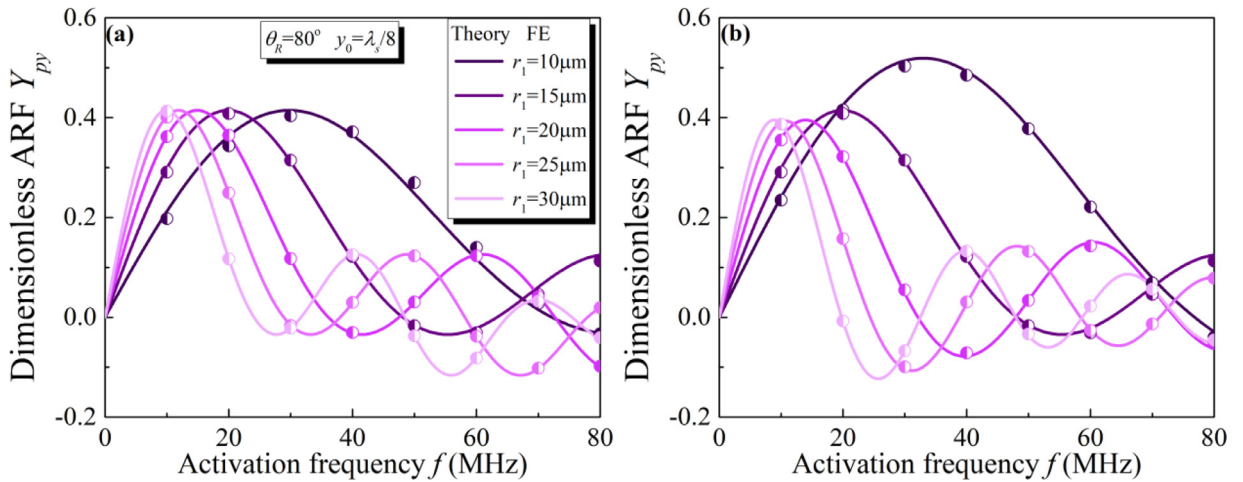 (a)
θR=80° y0=λs/8
Theory FE
r1=10μm
r1=15μm
r1=20μm
r1=25μm
r1=30μm
Dimensionless ARF Ypy
0.6
0.4
0.2
0.0
-0.2
0 20 40 60 80
Activation frequency f (MHz)
(b)
Dimensionless ARF Ypy
0.6
0.4
0.2
0.0
-0.2
0 20 40 60 80
Activation frequency f (MHz)